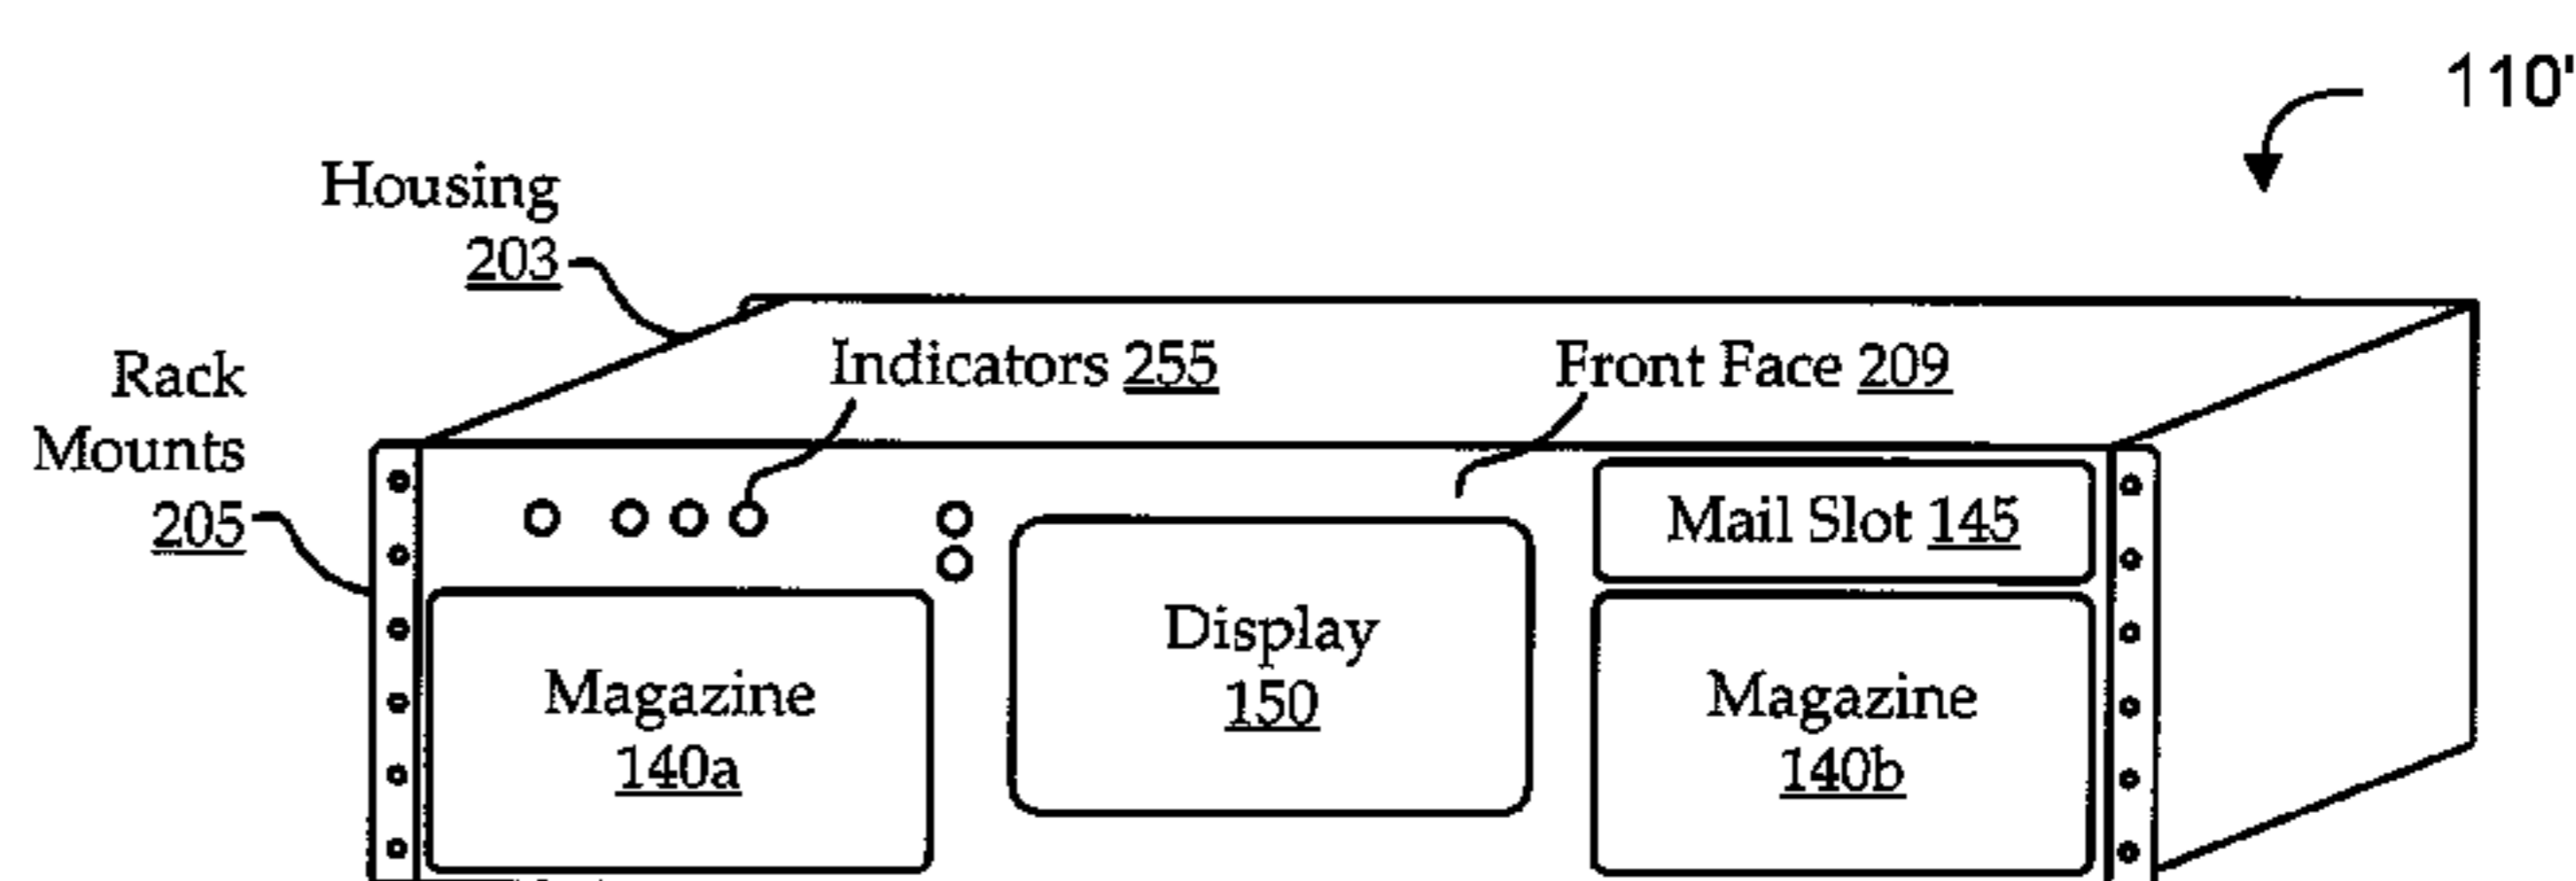 110'
Housing
203
Indicators 255
Front Face 209
Rack
Mounts
205
Mail Slot 145
Display
150
Magazine
140a
Magazine
140b